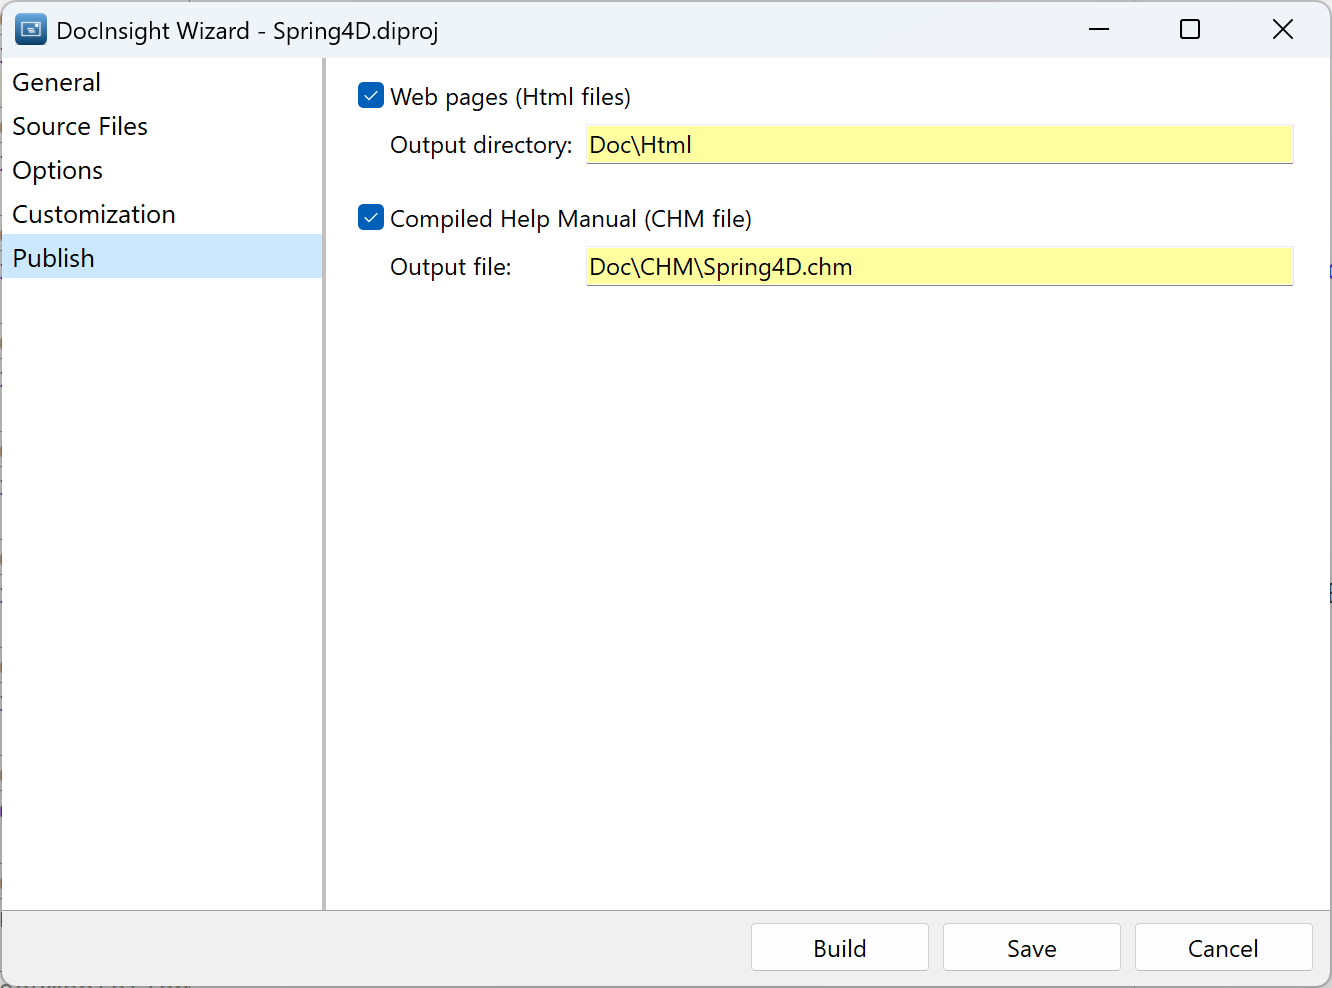 DocInsight Wizard - Spring4D.diproj
General
Source Files
Options
Customization
Publish
Web pages (Html files)
Output directory: Doc\Html
Compiled Help Manual (CHM file)
Output file: Doc\CHM\Spring4D.chm
Build Save Cancel